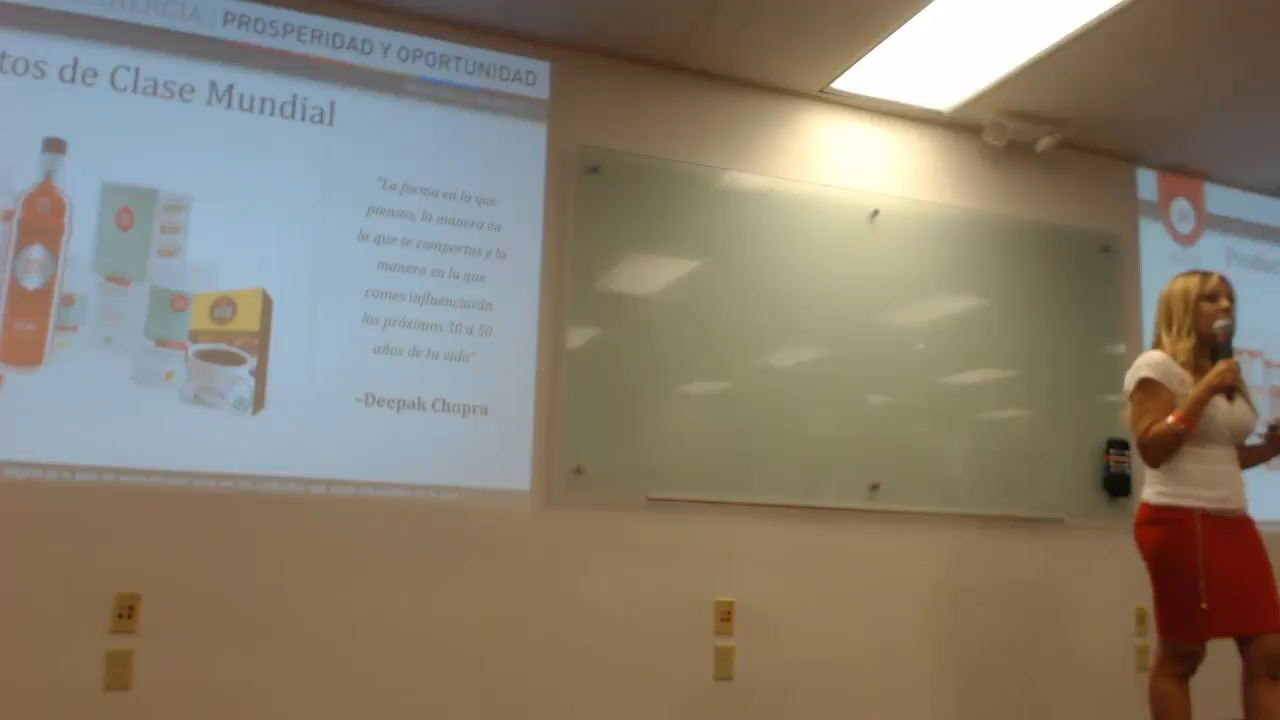 PROSPERIDAD Y OPORTUNIDAD
tos de Clase Mundial
"La forma en la que
piensas, la manera en
la que te comportas y la
manera en la que
comes influenciarán
los próximos 30 a 50
años de tu vida"
–Deepak Chopra